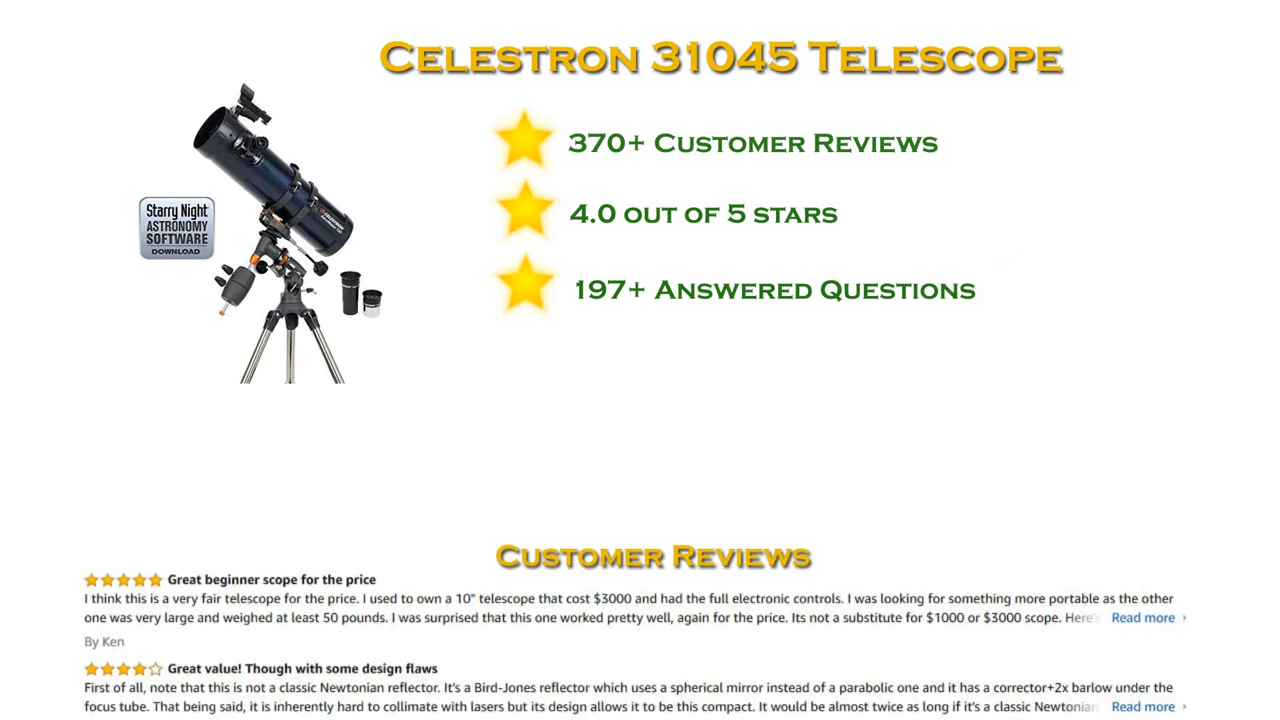 CELESTRON 31045 TELESCOPE
370+ CUSTOMER REVIEWS
Starry Night
ASTRONOMY
SOFTWARE
DOWNLOAD
4.0 OUT OF 5 STARS
197+ ANSWERED QUESTIONS
CELESTRON
CUSTOMER REVIEWS
Great beginner scope for the price
I think this is a very fair telescope for the price. I used to own a 10" telescope that cost $3000 and had the full electronic controls. I was looking for something more portable as the other
one was very large and weighed at least 50 pounds. I was surprised that this one worked pretty well, again for the price. Its not a substitute for $1000 or $3000 scope. Here's Read more ›
By Ken
Great value! Though with some design flaws
First of all, note that this is not a classic Newtonian reflector. It's a Bird-Jones reflector which uses a spherical mirror instead of a parabolic one and it has a corrector+2x barlow under the
focus tube. That being said, it is inherently hard to collimate with lasers but its design allows it to be this compact. It would be almost twice as long if it's a classic Newtonian Read more ›